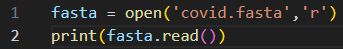 1 fasta = open('covid.fasta','r')
2 print(fasta.read())